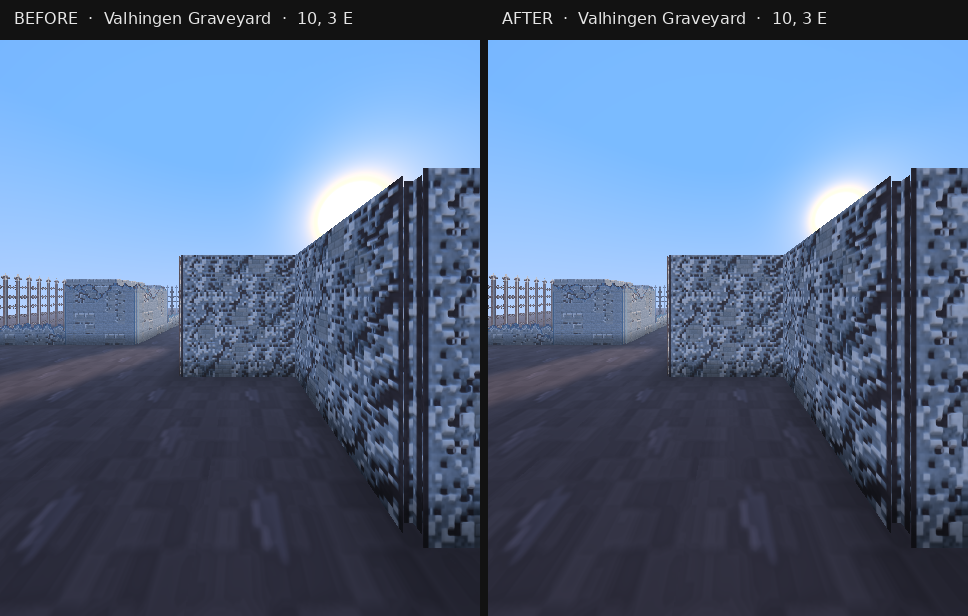 BEFORE · Valhingen Graveyard · 10, 3 E
AFTER · Valhingen Graveyard · 10, 3 E